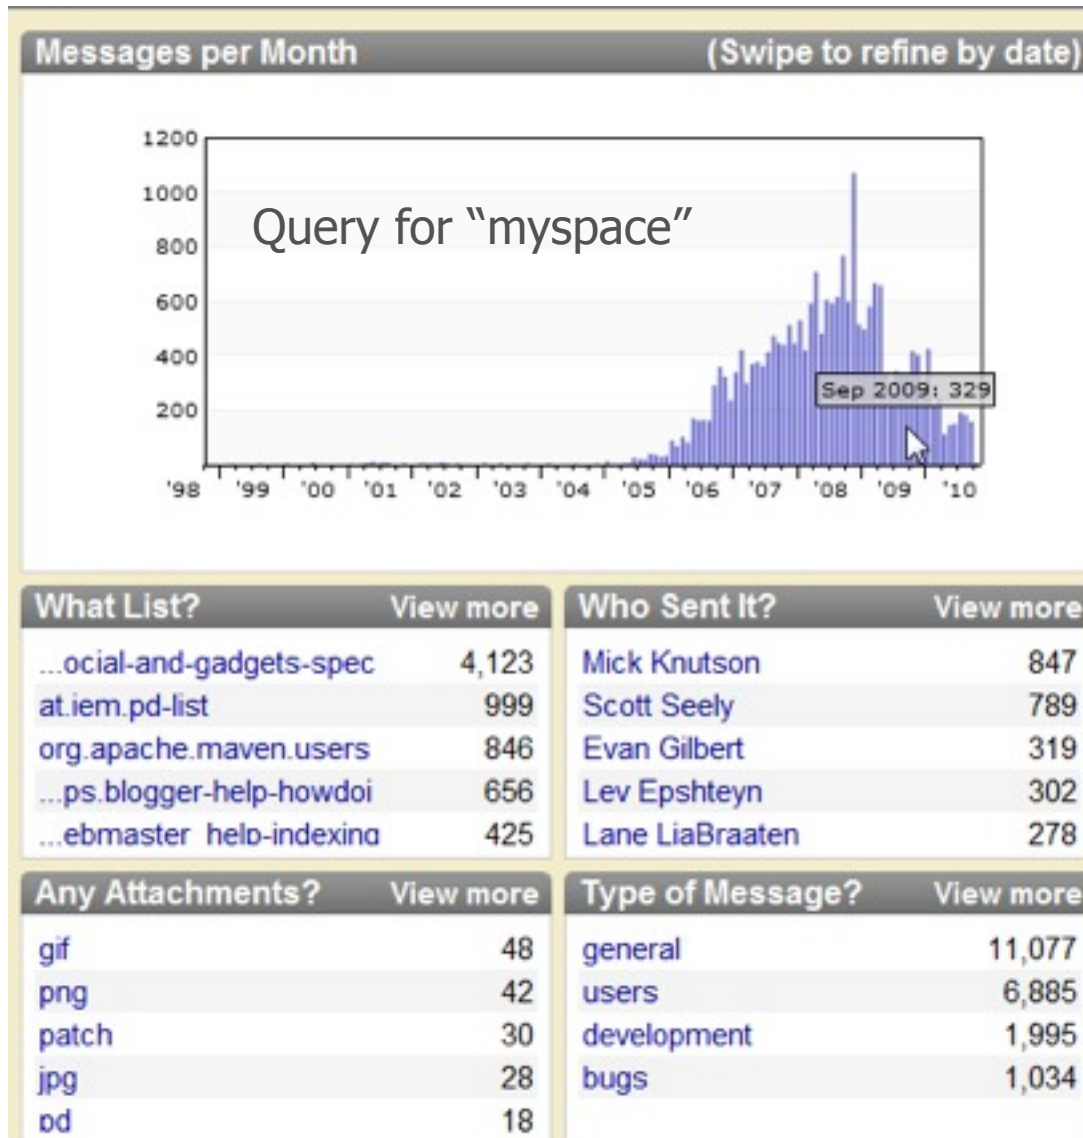 Messages per Month (Swipe to refine by date)
1200
1000
Query for “myspace”
800
600
400
Sep 2009: 329
200
'98 '99 '00 '01 '02 '03 '04 '05 '06 '07 '08 '09 '10
What List? View more
...ocial-and-gadgets-spec 4,123
at.iem.pd-list 999
org.apache.maven.users 846
...ps.blogger-help-howdoi 656
...ebmaster_help-indexing 425
Who Sent It? View more
Mick Knutson 847
Scott Seely 789
Evan Gilbert 319
Lev Epshteyn 302
Lane LiaBraaten 278
Any Attachments? View more
gif 48
png 42
patch 30
jpg 28
pd 18
Type of Message? View more
general 11,077
users 6,885
development 1,995
bugs 1,034